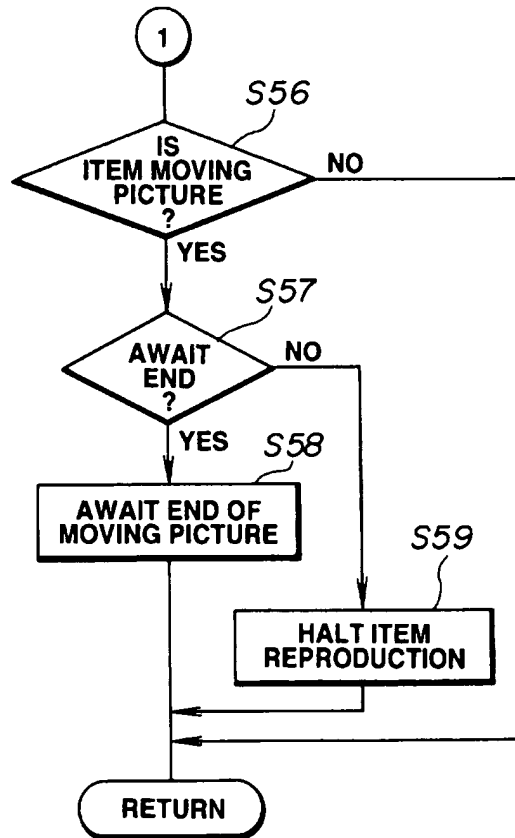 1
S56
IS
ITEM MOVING
PICTURE
?
NO
YES
S57
AWAIT
END
?
NO
YES
S58
AWAIT END OF
MOVING PICTURE
S59
HALT ITEM
REPRODUCTION
RETURN